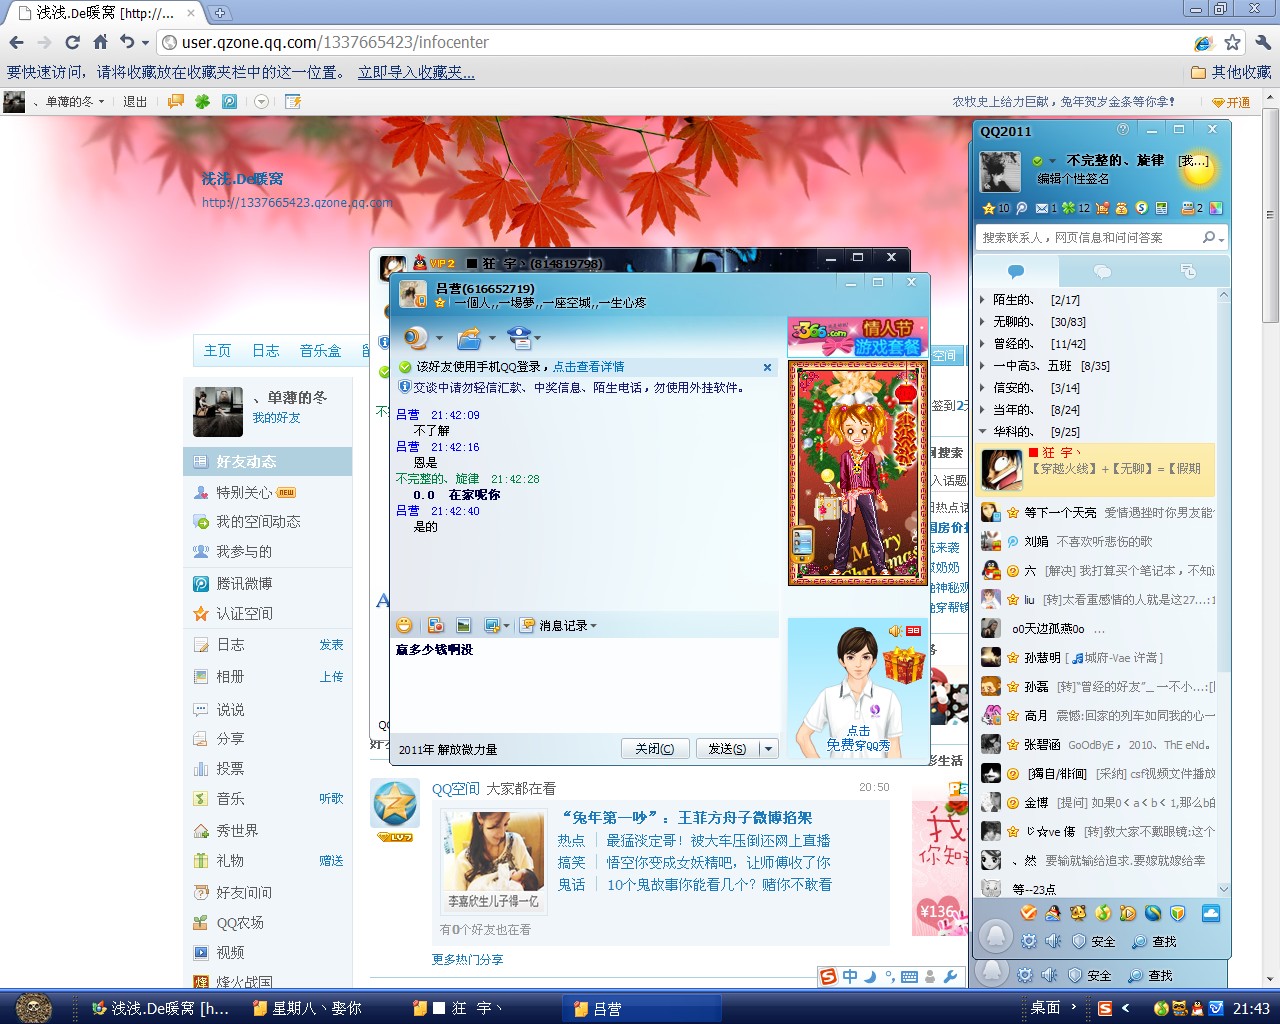 浅浅.De暖窝 [http://...
user.qzone.qq.com/1337665423/infocenter
要快速访问，请将收藏放在收藏夹栏中的这一位置。 立即导入收藏夹...
其他收藏
、单薄的冬 退出
农牧史上给力巨献，兔年贺岁金条等你拿!
开通
浅浅.De暖窝
http://1337665423.qzone.qq.com
主页 日志 音乐盒
、单薄的冬
我的好友
好友动态
特别关心 NEW
我的空间动态
我参与的
腾讯微博
认证空间
日志 发表
相册 上传
说说
分享
投票
音乐 听歌
秀世界
礼物 赠送
好友问问
QQ农场
视频
烽火战国
VIP 2 ■ 狂 宇丶(814819798)
吕营(616652719)
一個人,,一場夢,,一座空城,,一生心疼
该好友使用手机QQ登录，点击查看详情
交谈中请勿轻信汇款、中奖信息、陌生电话，勿使用外挂软件。
吕营 21:42:09
不了解
吕营 21:42:16
恩是
不完整的、旋律 21:42:28
0.0 在家呢你
吕营 21:42:40
是的
消息记录
赢多少钱啊没
2011年 解放微力量
关闭(C) 发送(S)
366.com 情人节
游戏套餐
Merry
Christmas
38
点击
免费穿QQ秀
空间
QQ空间 大家都在看 20:50
LV2
“兔年第一吵”：王菲方舟子微博掐架
热点 最猛淡定哥！被大车压倒还网上直播
搞笑 悟空你变成女妖精吧，让师傅收了你
鬼话 10个鬼故事你能看几个？赌你不敢看
李嘉欣生儿子得一亿
有0个好友也在看
更多热门分享
¥136
QQ2011
不完整的、旋律 [我...]
编辑个性签名
10 1 12 2
搜索联系人，网页信息和问问答案
陌生的、 [2/17]
无聊的、 [30/83]
曾经的、 [11/42]
一中高3、五班 [8/35]
信安的、 [3/14]
当年的、 [8/24]
华科的、 [9/25]
■ 狂 宇丶
【穿越火线】+【无聊】=【假期
等下一个天亮 爱情遇挫时你男友能
刘娟 不喜欢听悲伤的歌
六 [解决] 我打算买个笔记本，不知
liu [转]太看重感情的人就是这27...:1
o0天边孤燕0o ...
孙慧明 [ 城府-Vae 许嵩 ]
孙磊 [转]“曾经的好友”_ 一不小...:[
高月 震憾:回家的列车如同我的心一
张碧涵 GoOdByE，2010、ThE eNd。
[獨自/徘徊] [采纳] csf视频文件播放
金博 [提问] 如果0<a<b<1,那么b的
[转]教大家不戴眼镜:这个
、然 要输就输给追求.要嫁就嫁给幸
等--23点
安全 查找
安全 查找
中
浅浅.De暖窝 [h...
星期八丶娶你
■ 狂 宇丶
吕营
桌面
21:43